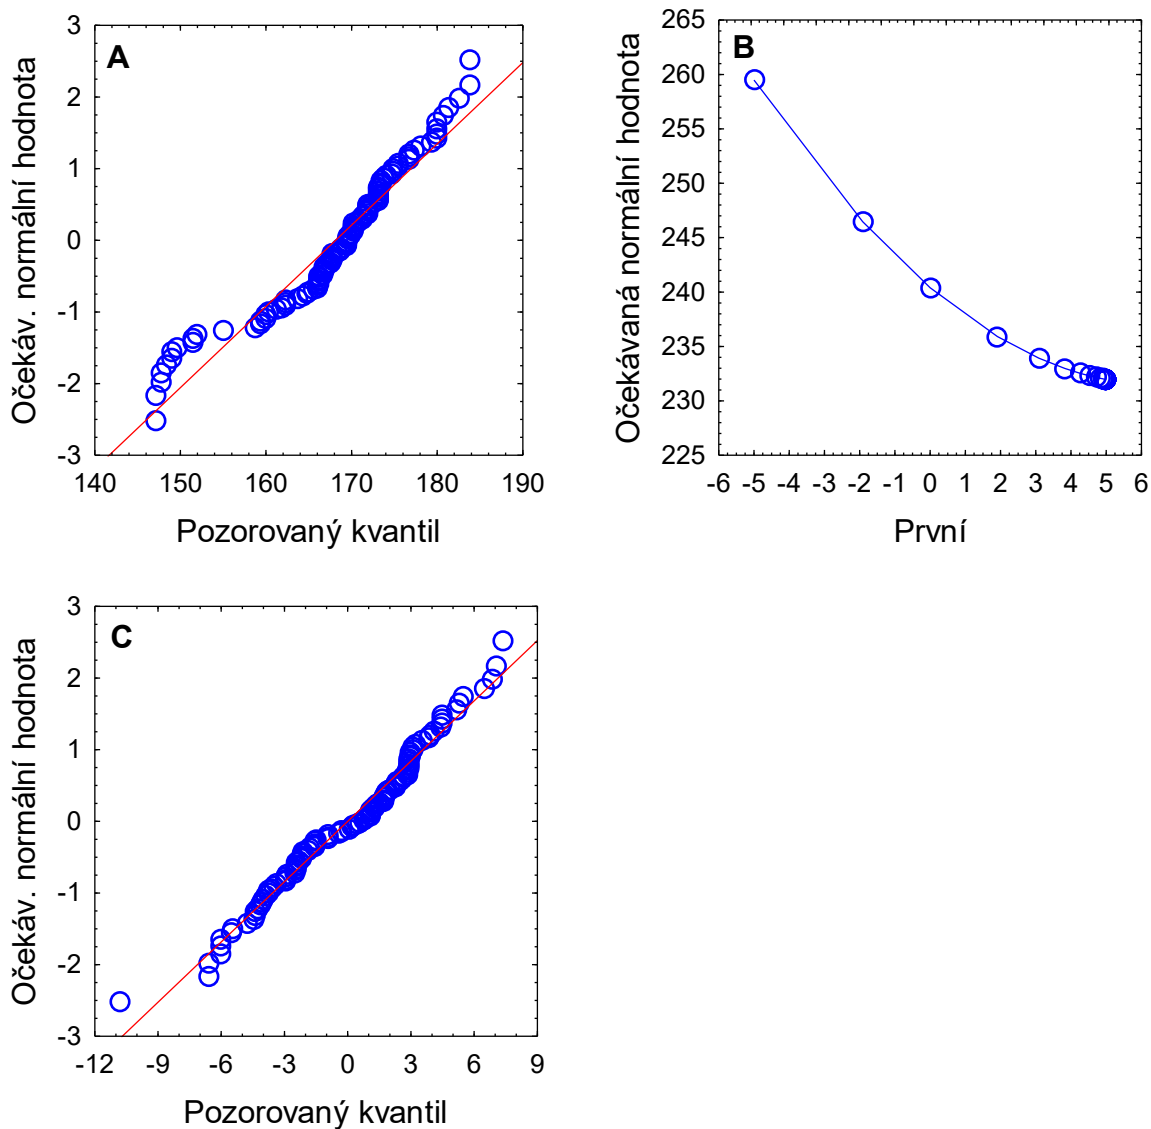 A
Očekáv. normální hodnota
3
2
1
0
-1
-2
-3
140 150 160 170 180 190
Pozorovaný kvantil
B
Očekávaná normální hodnota
265
260
255
250
245
240
235
230
225
-6 -5 -4 -3 -2 -1 0 1 2 3 4 5 6
První
C
Očekáv. normální hodnota
3
2
1
0
-1
-2
-3
-12 -9 -6 -3 0 3 6 9
Pozorovaný kvantil